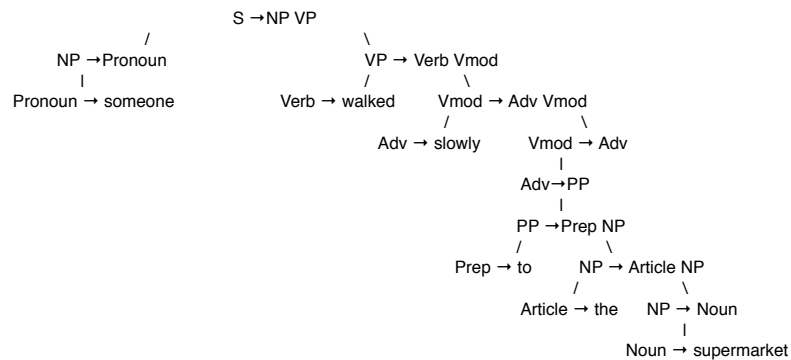 S →NP VP
/ \
NP →Pronoun VP → Verb Vmod
| / \
Pronoun → someone Verb → walked Vmod → Adv Vmod
/ \
Adv → slowly Vmod → Adv
|
Adv→PP
|
PP →Prep NP
/ \
Prep → to NP → Article NP
/ \
Article → the NP → Noun
|
Noun → supermarket